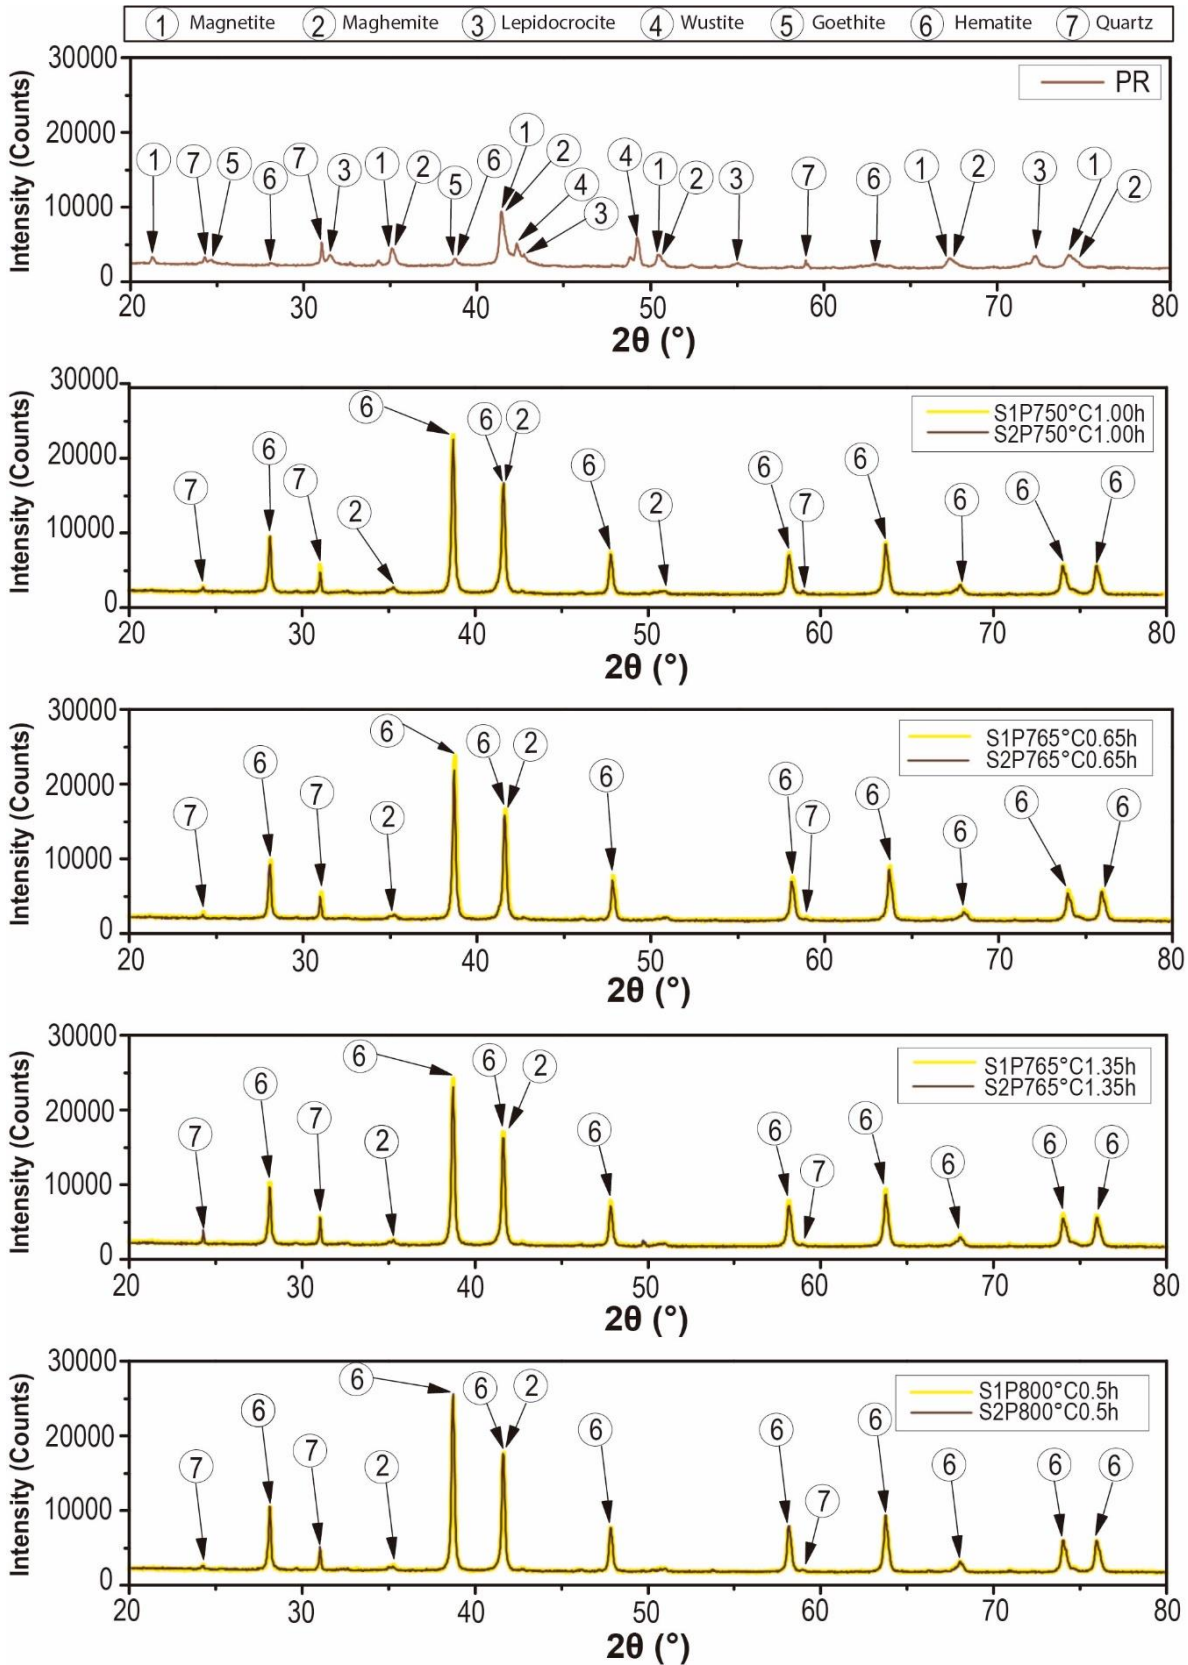 1 Magnetite 2 Maghemite 3 Lepidocrocite 4 Wustite 5 Goethite 6 Hematite 7 Quartz
Intensity (Counts)
30000
20000
10000
0
PR
1 7 5 6 7 3 1 2 5 6 1 2 4 3 4 1 2 3 7 6 1 2 3 1 2
20 30 40 50 60 70 80
2θ (°)
Intensity (Counts)
30000
20000
10000
0
S1P750°C1.00h
S2P750°C1.00h
7 6 7 2 6 6 2 6 2 6 7 6 6 6 6
20 30 40 50 60 70 80
2θ (°)
Intensity (Counts)
30000
20000
10000
0
S1P765°C0.65h
S2P765°C0.65h
7 6 7 2 6 6 2 6 6 7 6 6 6 6
20 30 40 50 60 70 80
2θ (°)
Intensity (Counts)
30000
20000
10000
0
S1P765°C1.35h
S2P765°C1.35h
7 6 7 2 6 6 2 6 6 7 6 6 6 6
20 30 40 50 60 70 80
2θ (°)
Intensity (Counts)
30000
20000
10000
0
S1P800°C0.5h
S2P800°C0.5h
7 6 7 2 6 6 2 6 6 7 6 6 6 6
20 30 40 50 60 70 80
2θ (°)